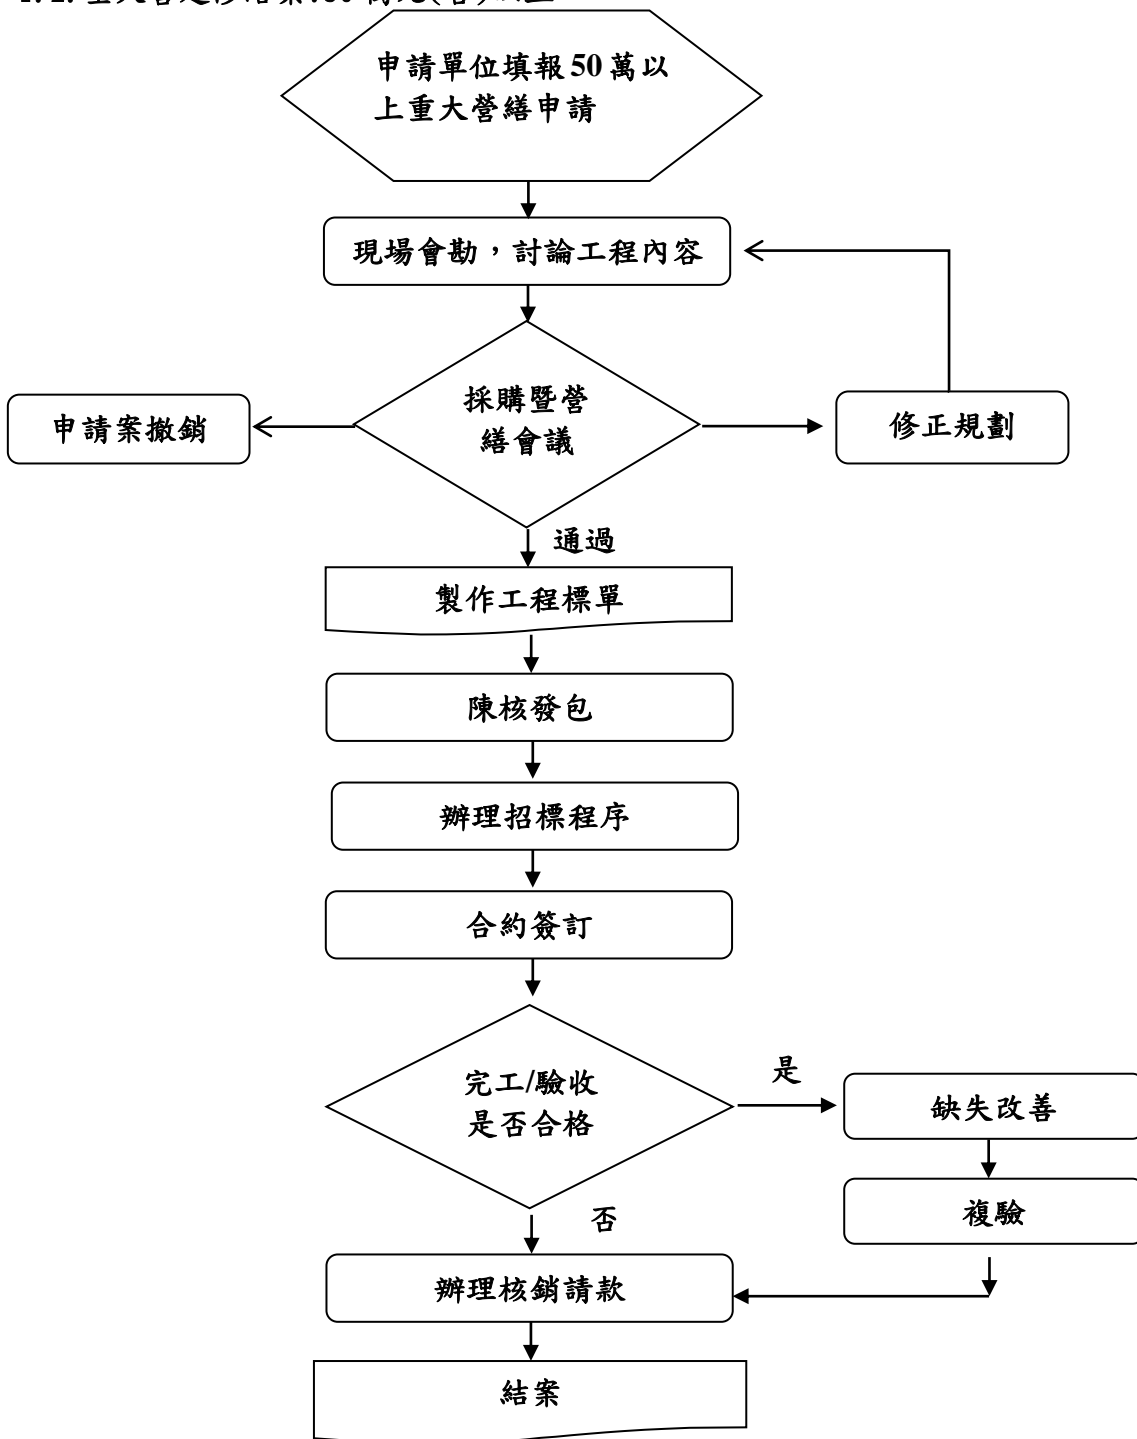 申請單位填報 50 萬以
上重大營繕申請
現場會勘，討論工程內容
採購暨營
繕會議
申請案撤銷
修正規劃
通過
製作工程標單
陳核發包
辦理招標程序
合約簽訂
完工/驗收
是否合格
是
缺失改善
複驗
否
辦理核銷請款
結案